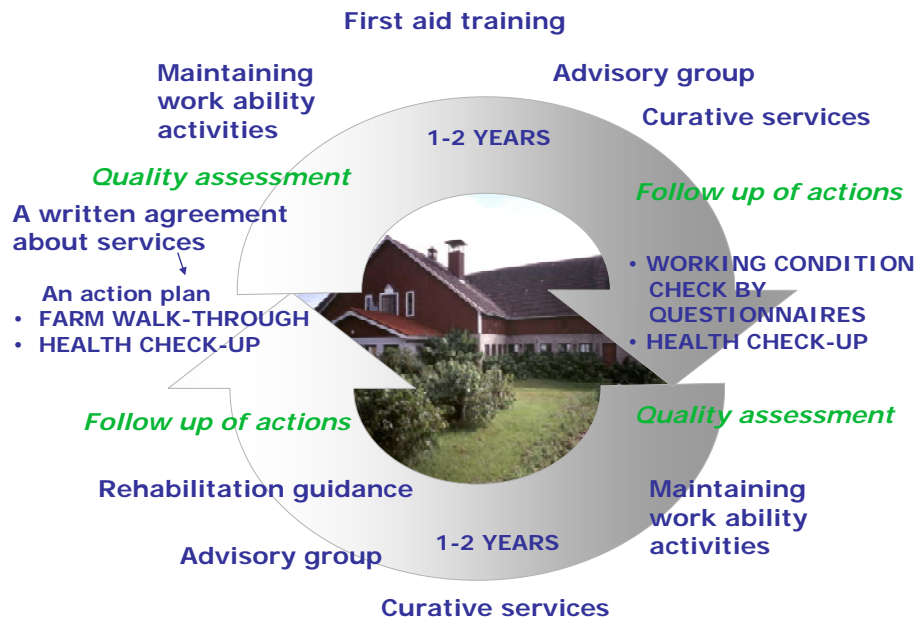 First aid training
Maintaining
work ability
activities
Advisory group
Curative services
1-2 YEARS
Quality assessment
Follow up of actions
A written agreement
about services
An action plan
• FARM WALK-THROUGH
• HEALTH CHECK-UP
• WORKING CONDITION
CHECK BY
QUESTIONNAIRES
• HEALTH CHECK-UP
Follow up of actions
Quality assessment
Rehabilitation guidance
Maintaining
work ability
activities
Advisory group
1-2 YEARS
Curative services